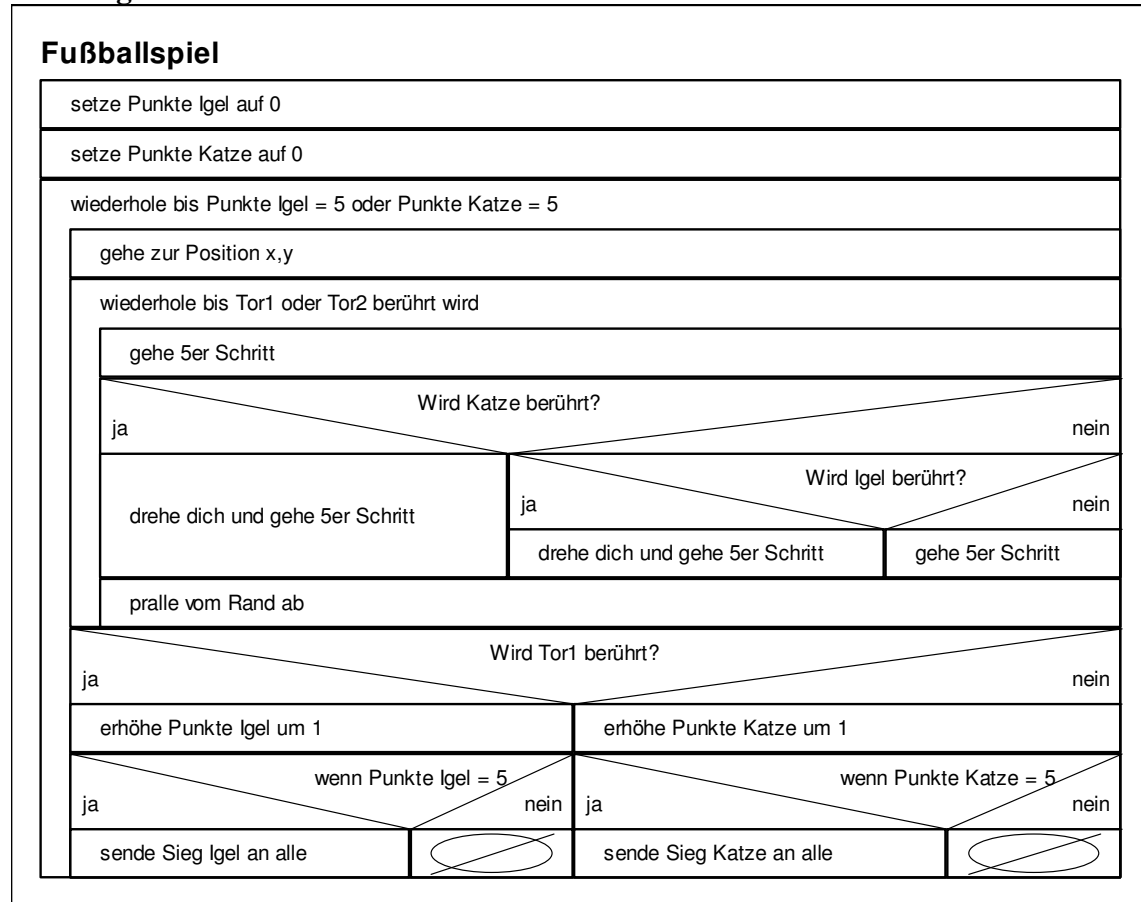 Fußballspiel
setze Punkte Igel auf 0
setze Punkte Katze auf 0
wiederhole bis Punkte Igel = 5 oder Punkte Katze = 5
gehe zur Position x,y
wiederhole bis Tor1 oder Tor2 berührt wird
gehe 5er Schritt
Wird Katze berührt?
ja nein
Wird Igel berührt?
ja nein
drehe dich und gehe 5er Schritt
drehe dich und gehe 5er Schritt gehe 5er Schritt
pralle vom Rand ab
Wird Tor1 berührt?
ja nein
erhöhe Punkte Igel um 1 erhöhe Punkte Katze um 1
wenn Punkte Igel = 5 wenn Punkte Katze = 5
ja nein ja nein
sende Sieg Igel an alle sende Sieg Katze an alle